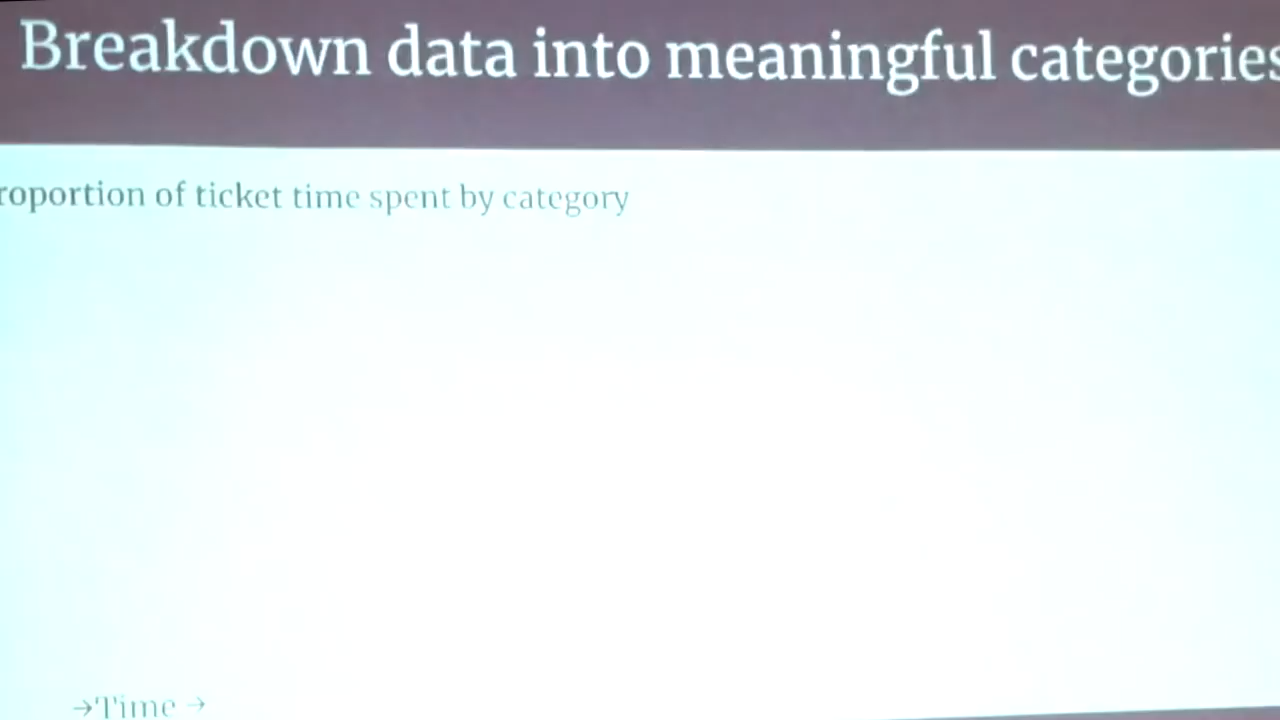 Breakdown data into meaningful categories
roportion of ticket time spent by category
→Time →